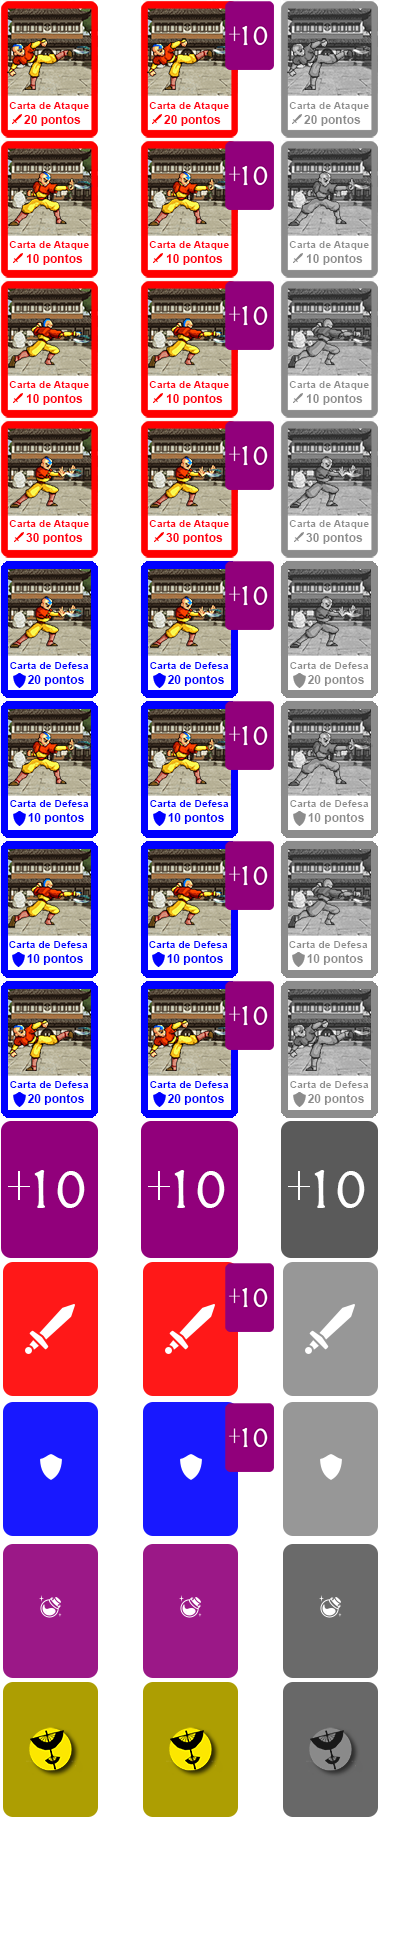 +10
Carta de Ataque Carta de Ataque Carta de Ataque
20 pontos 20 pontos 20 pontos
+10
Carta de Ataque Carta de Ataque Carta de Ataque
10 pontos 10 pontos 10 pontos
+10
Carta de Ataque Carta de Ataque Carta de Ataque
10 pontos 10 pontos 10 pontos
+10
Carta de Ataque Carta de Ataque Carta de Ataque
30 pontos 30 pontos 30 pontos
+10
Carta de Defesa Carta de Defesa Carta de Defesa
20 pontos 20 pontos 20 pontos
+10
Carta de Defesa Carta de Defesa Carta de Defesa
10 pontos 10 pontos 10 pontos
+10
Carta de Defesa Carta de Defesa Carta de Defesa
10 pontos 10 pontos 10 pontos
+10
Carta de Defesa Carta de Defesa Carta de Defesa
20 pontos 20 pontos 20 pontos
+10 +10 +10
+10
+10